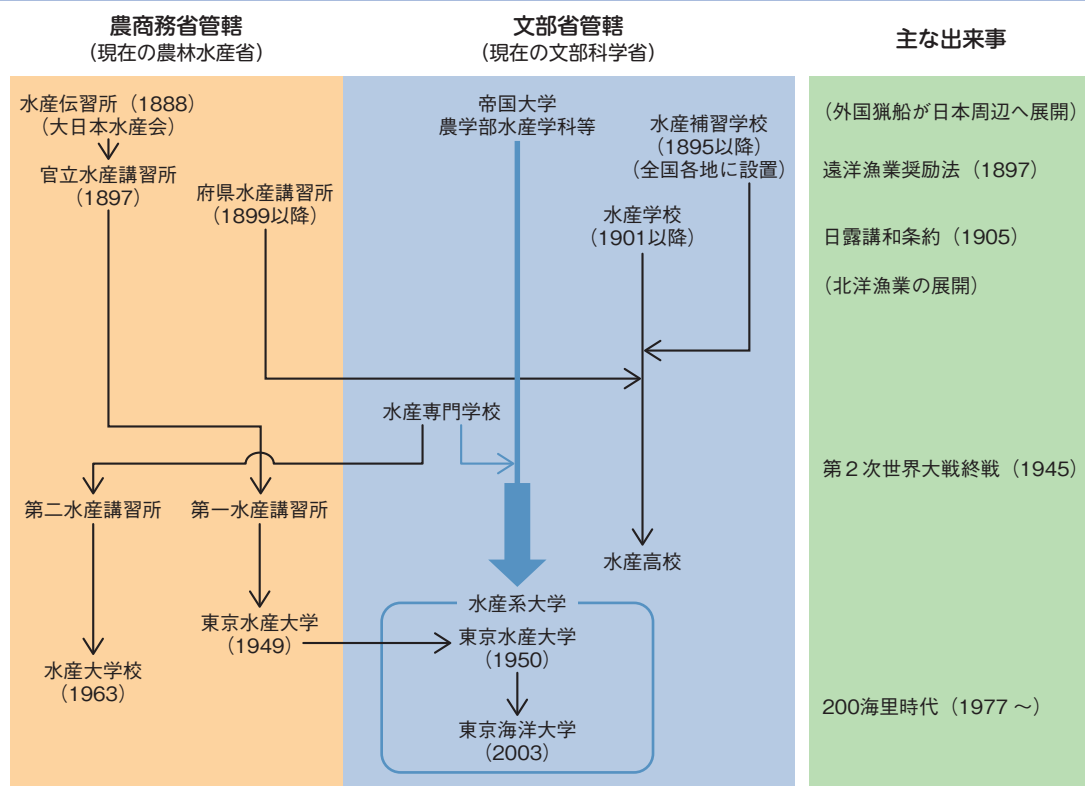 農商務省管轄
（現在の農林水産省）
文部省管轄
（現在の文部科学省）
主な出来事
水産伝習所（1888）
（大日本水産会）
官立水産講習所
（1897）
府県水産講習所
（1899以降）
帝国大学
農学部水産学科等
水産補習学校
（1895以降）
（全国各地に設置）
水産学校
（1901以降）
水産専門学校
第二水産講習所
第一水産講習所
水産高校
水産系大学
東京水産大学
（1949）
東京水産大学
（1950）
水産大学校
（1963）
東京海洋大学
（2003）
（外国猟船が日本周辺へ展開）
遠洋漁業奨励法（1897）
日露講和条約（1905）
（北洋漁業の展開）
第２次世界大戦終戦（1945）
200海里時代（1977～）